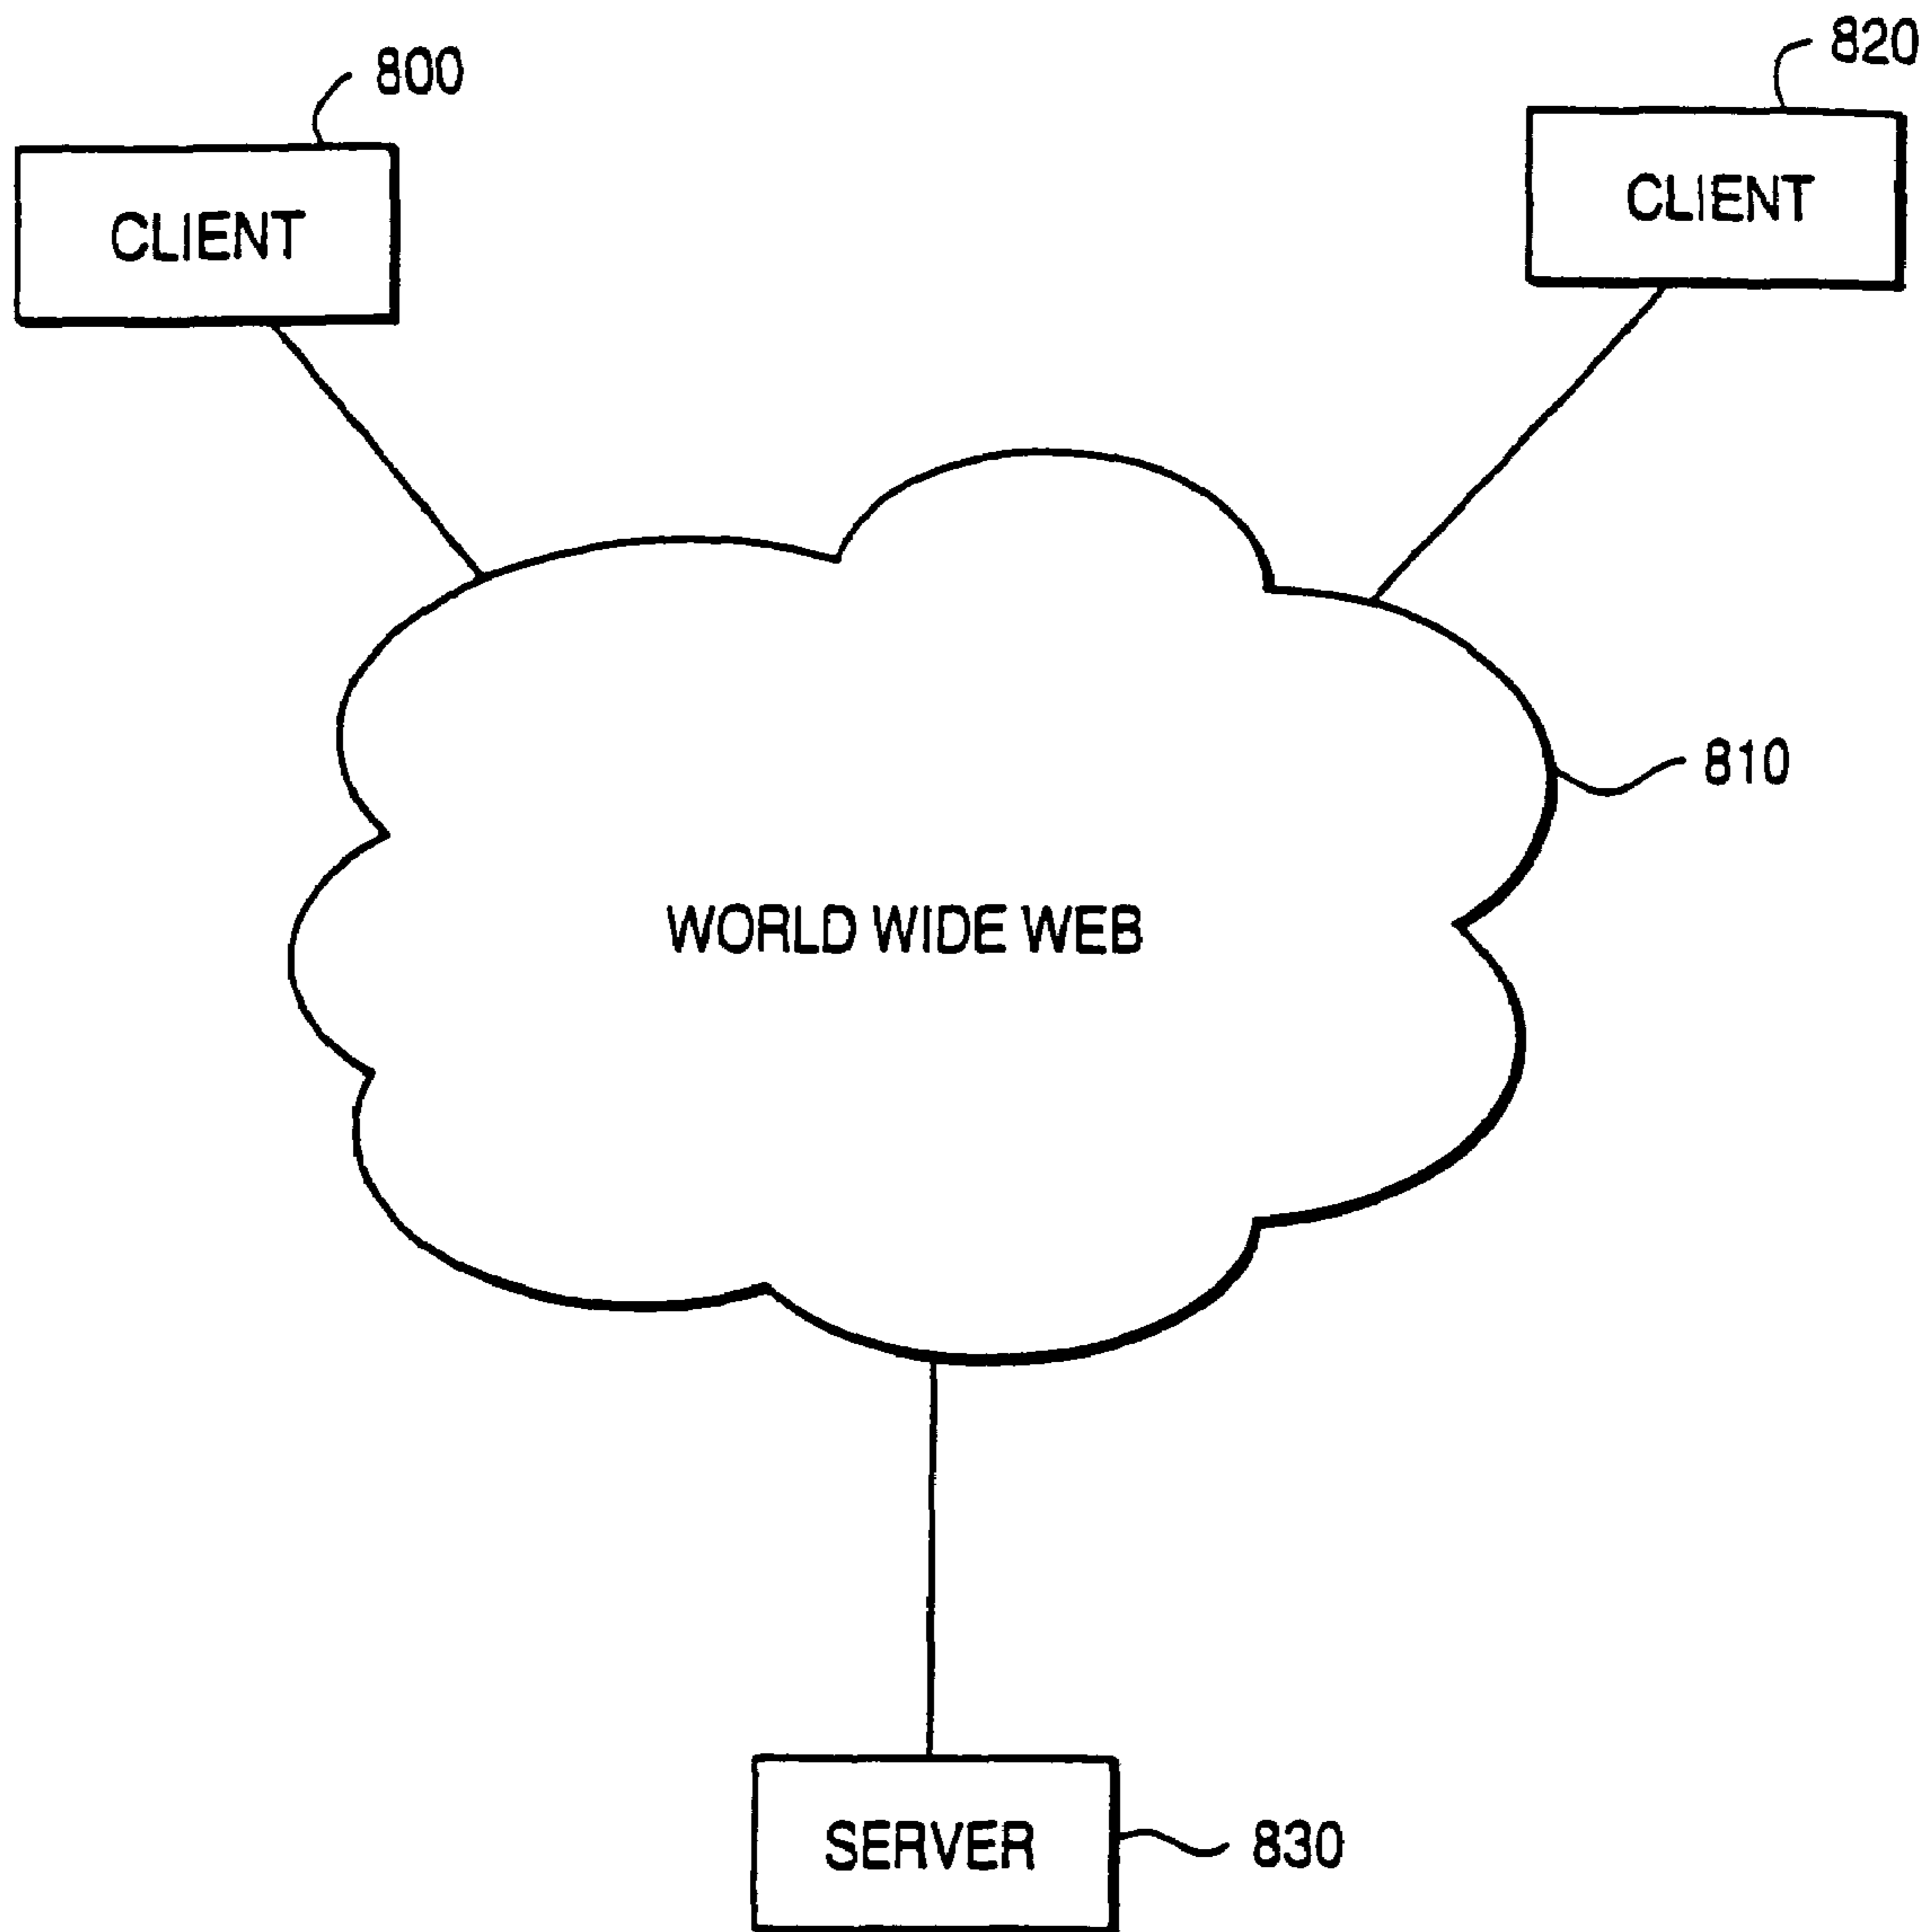 800
820
CLIENT
CLIENT
810
WORLD WIDE WEB
SERVER
830